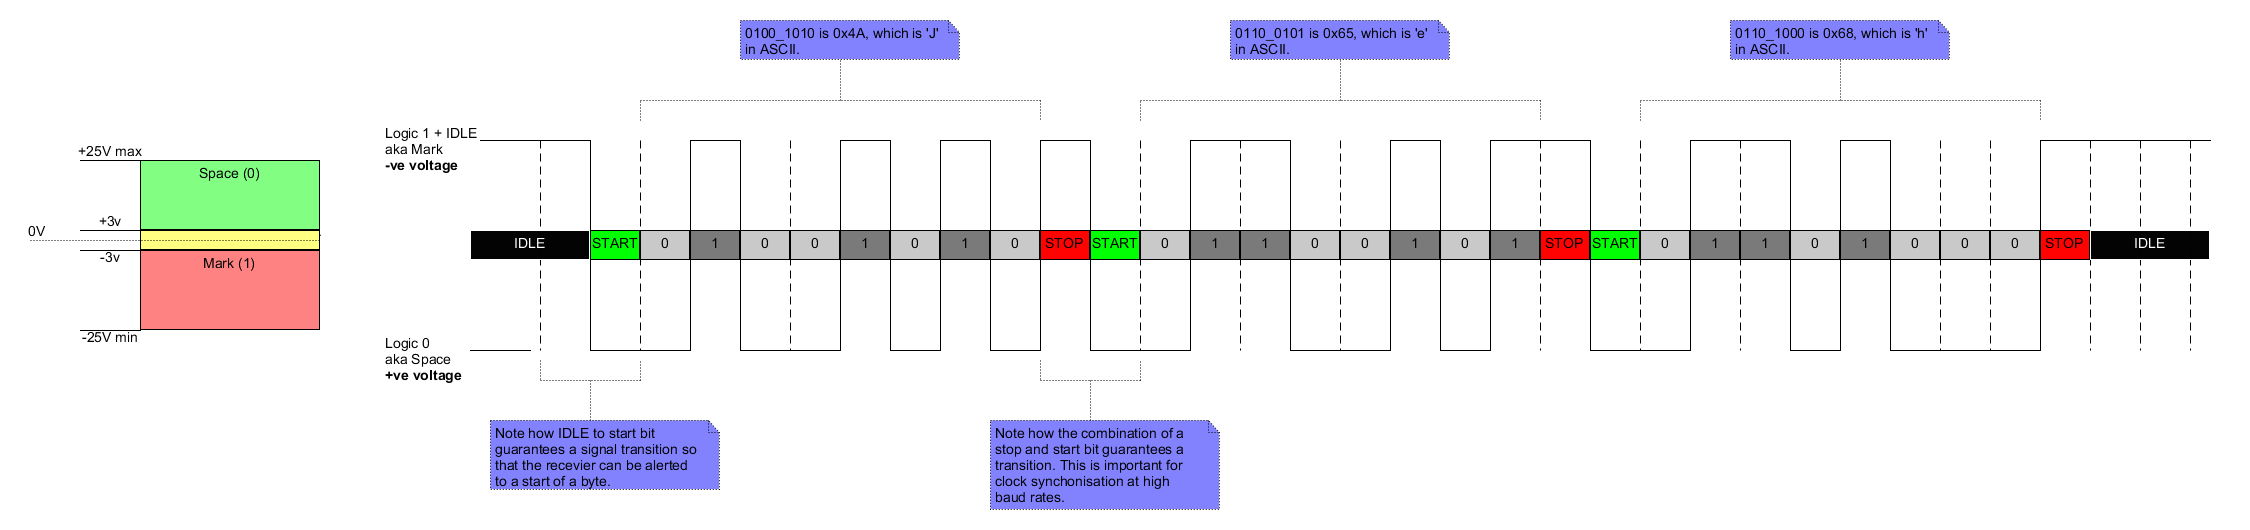 0100_1010 is 0x4A, which is 'J'
in ASCII.
0110_0101 is 0x65, which is 'e'
in ASCII.
0110_1000 is 0x68, which is 'h'
in ASCII.
+25V max
Space (0)
+3v
0V
-3v
Mark (1)
-25V min
Logic 1 + IDLE
aka Mark
-ve voltage
IDLE START 0 1 0 0 1 0 1 0 STOP START 0 1 1 0 0 1 0 1 STOP START 0 1 1 0 1 0 0 0 STOP IDLE
Logic 0
aka Space
+ve voltage
Note how IDLE to start bit
guarantees a signal transition so
that the recevier can be alerted
to a start of a byte.
Note how the combination of a
stop and start bit guarantees a
transition. This is important for
clock synchonisation at high
baud rates.